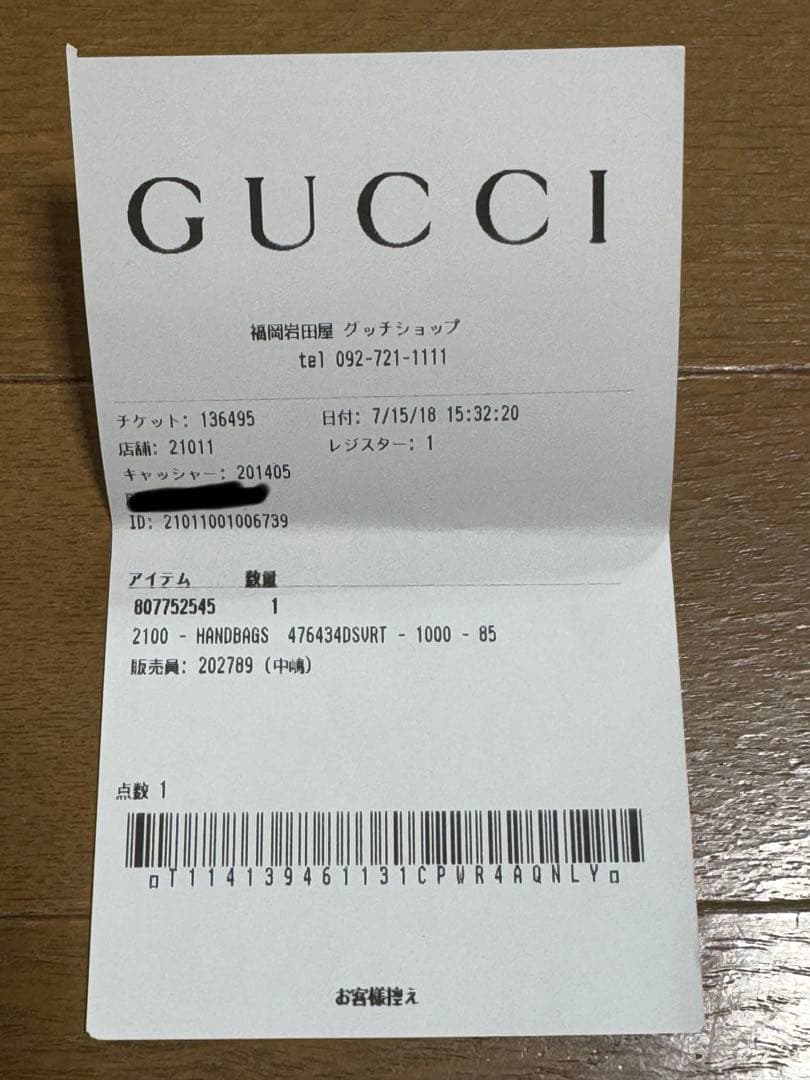 GUCCI
福岡岩田屋 グッチショップ
tel 092-721-1111
チケット: 136495 日付: 7/15/18 15:32:20
店舗: 21011 レジスター: 1
キャッシャー: 201405
ID: 21011001006739
アイテム 数量
807752545 1
2100 - HANDBAGS 476434DSVRT - 1000 - 85
販売員: 202789 (中嶋)
点数 1
T114139461131CPWR4AQNLY
お客様控え